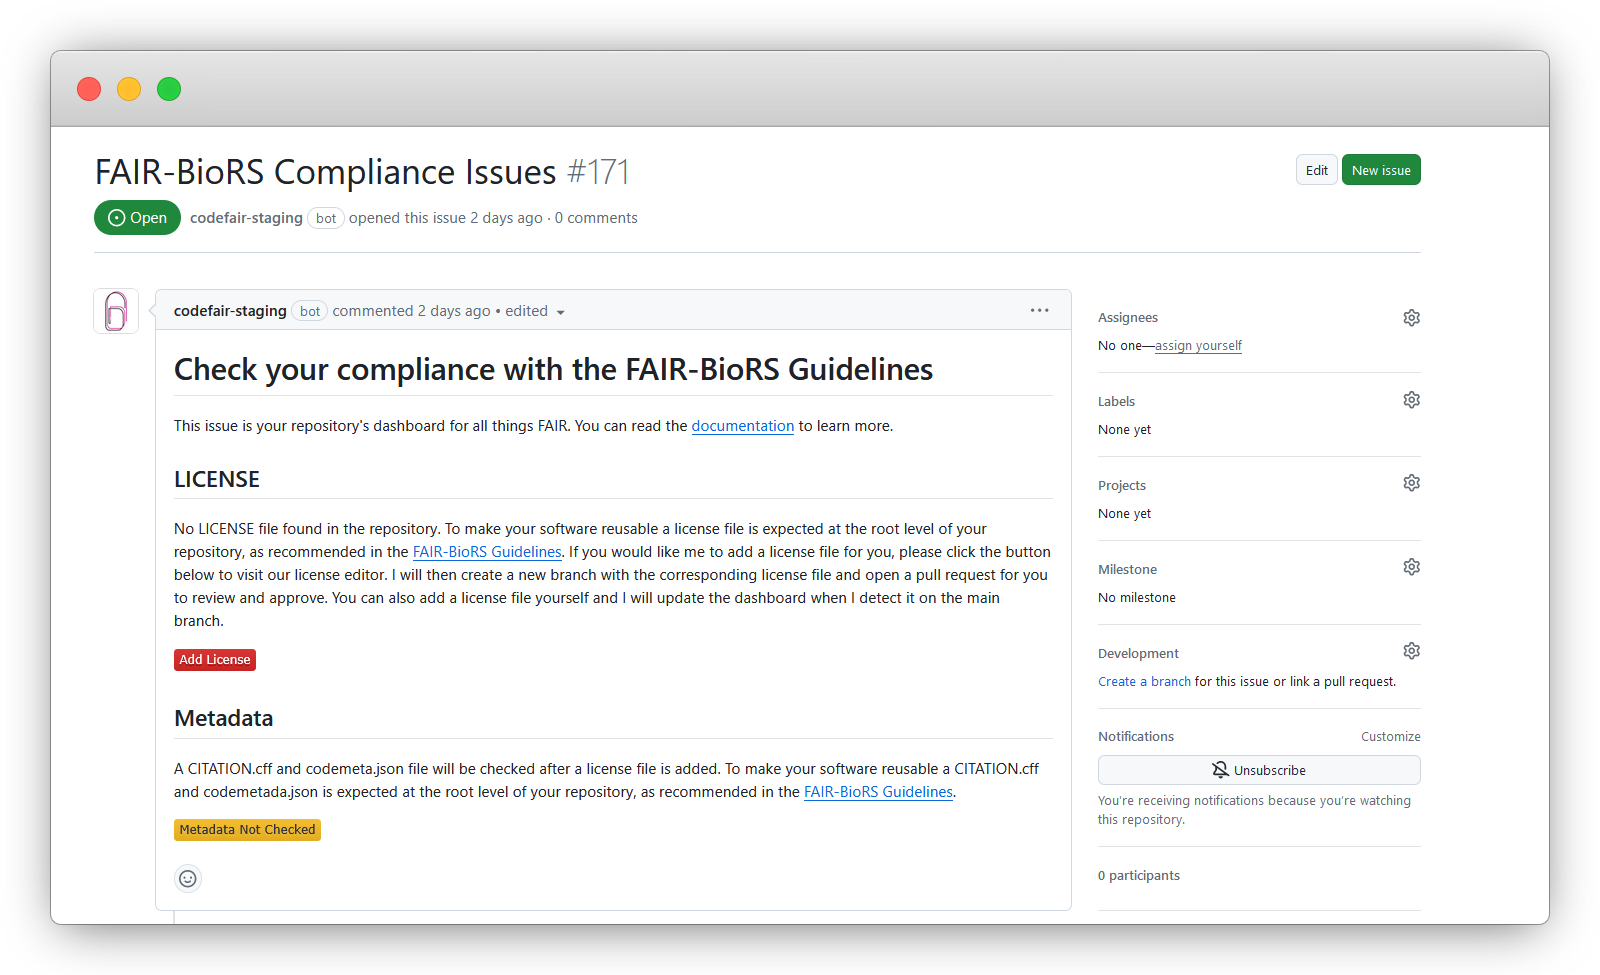 FAIR-BioRS Compliance Issues #171
Edit
New issue
Open
codefair-staging bot opened this issue 2 days ago · 0 comments
codefair-staging bot commented 2 days ago • edited
Check your compliance with the FAIR-BioRS Guidelines
This issue is your repository's dashboard for all things FAIR. You can read the documentation to learn more.
LICENSE
No LICENSE file found in the repository. To make your software reusable a license file is expected at the root level of your
repository, as recommended in the FAIR-BioRS Guidelines. If you would like me to add a license file for you, please click the button
below to visit our license editor. I will then create a new branch with the corresponding license file and open a pull request for you
to review and approve. You can also add a license file yourself and I will update the dashboard when I detect it on the main
branch.
Add License
Metadata
A CITATION.cff and codemeta.json file will be checked after a license file is added. To make your software reusable a CITATION.cff
and codemetada.json is expected at the root level of your repository, as recommended in the FAIR-BioRS Guidelines.
Metadata Not Checked
Assignees
No one—assign yourself
Labels
None yet
Projects
None yet
Milestone
No milestone
Development
Create a branch for this issue or link a pull request.
Notifications
Customize
Unsubscribe
You're receiving notifications because you're watching
this repository.
0 participants